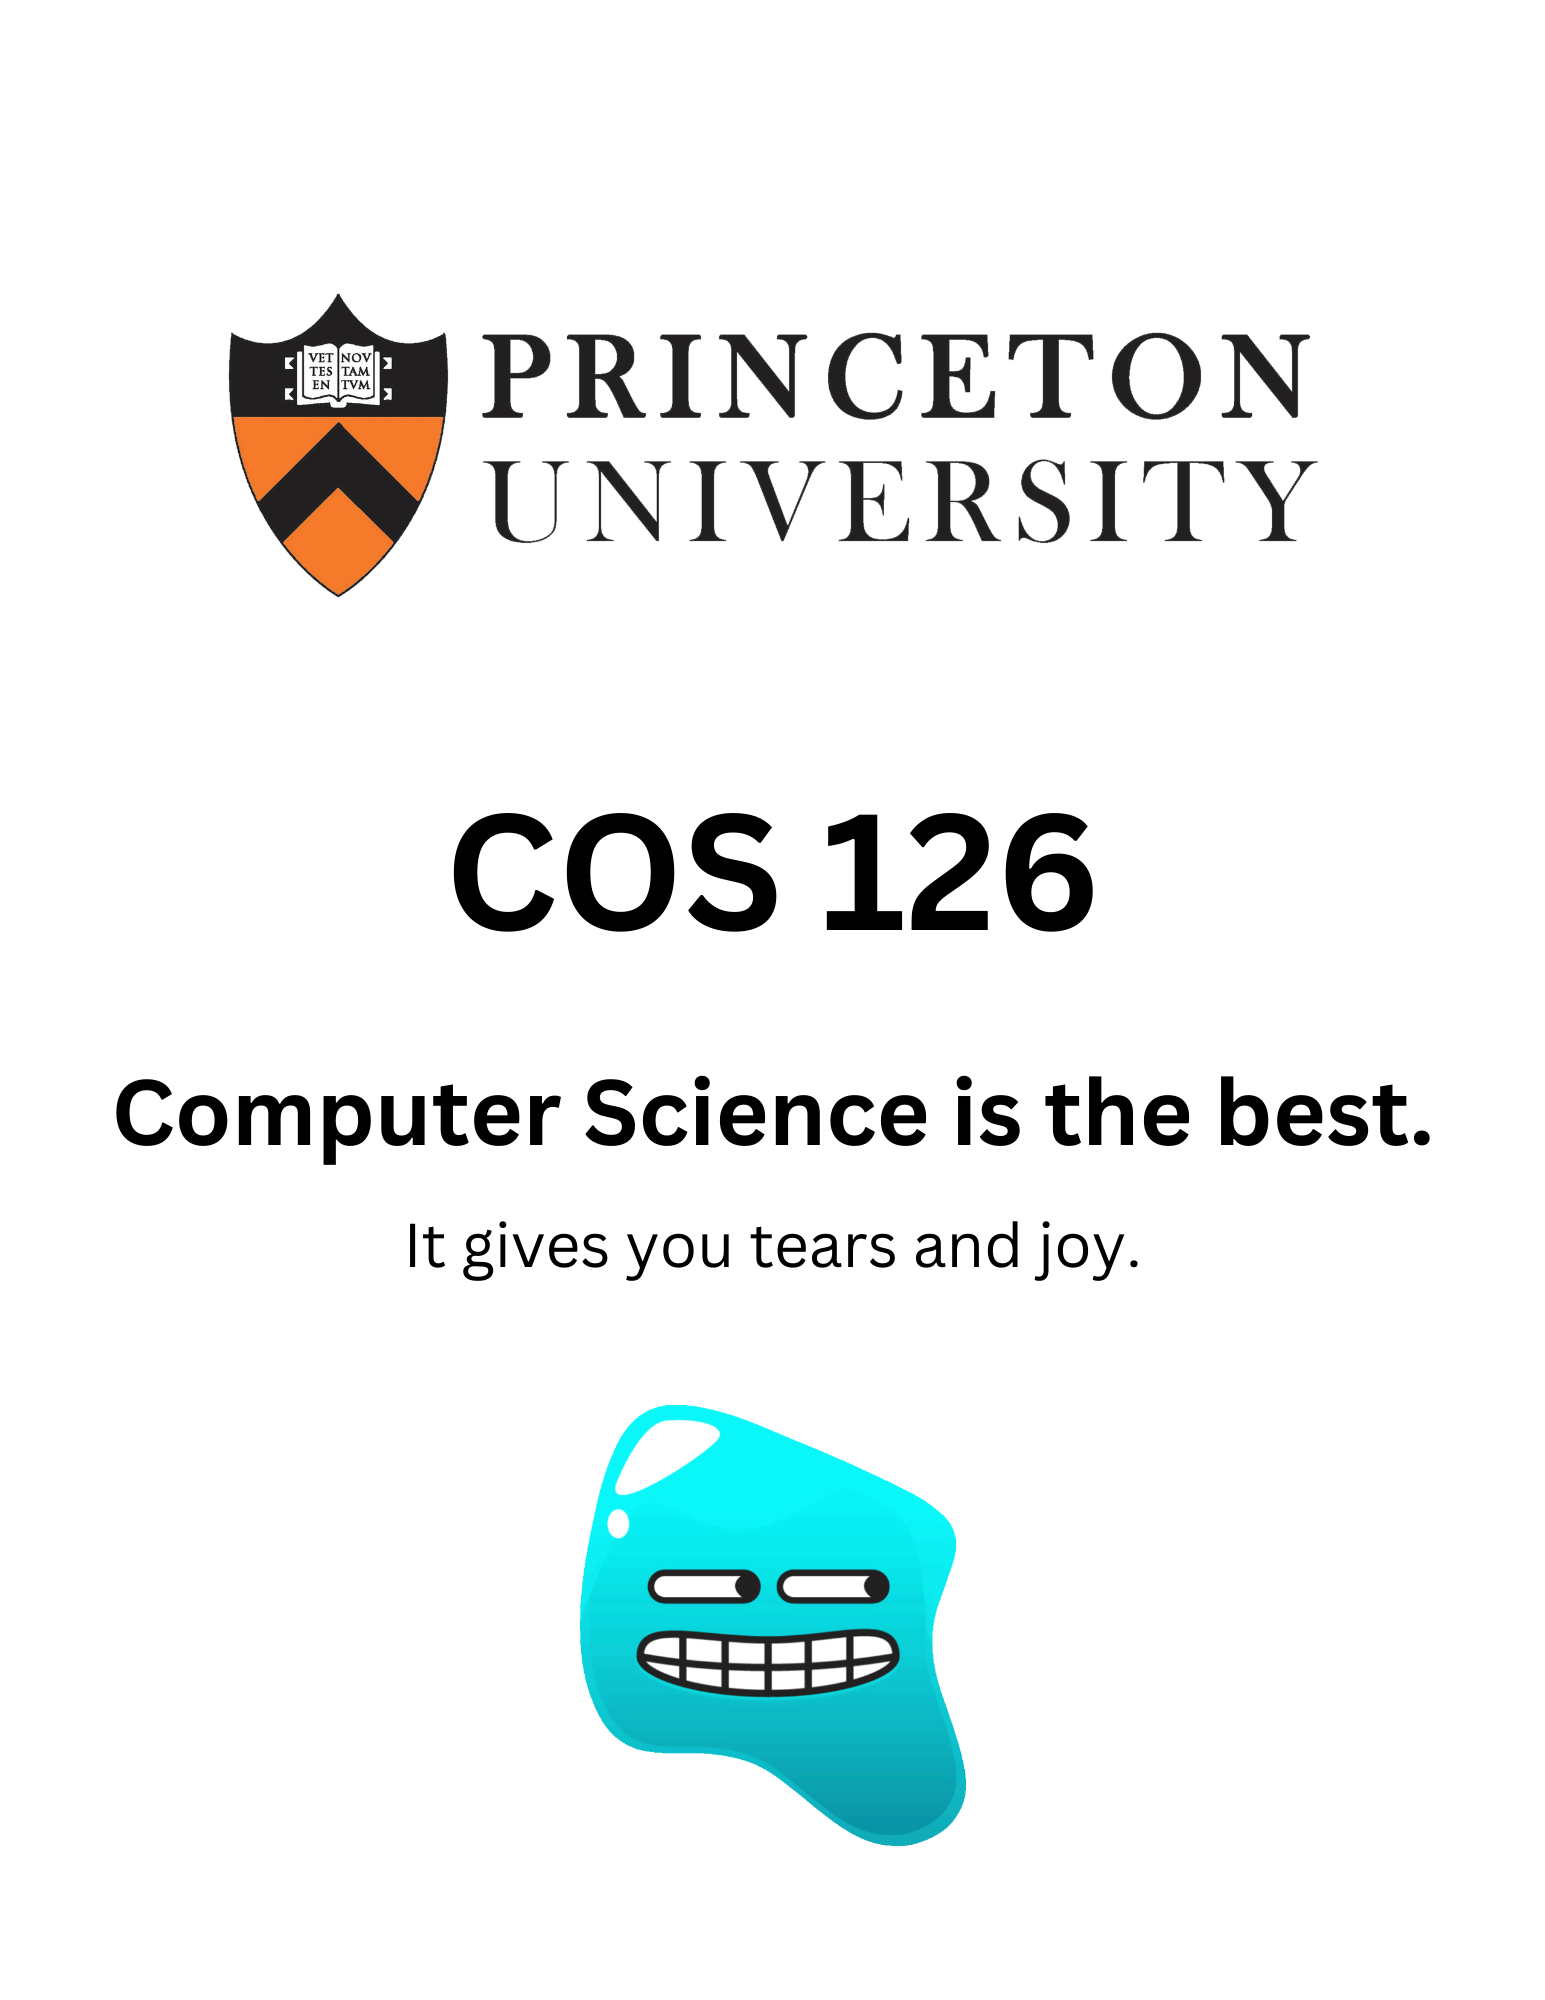 VET NOV
TES TAM
EN TVM
PRINCETON
UNIVERSITY
COS 126
Computer Science is the best.
It gives you tears and joy.